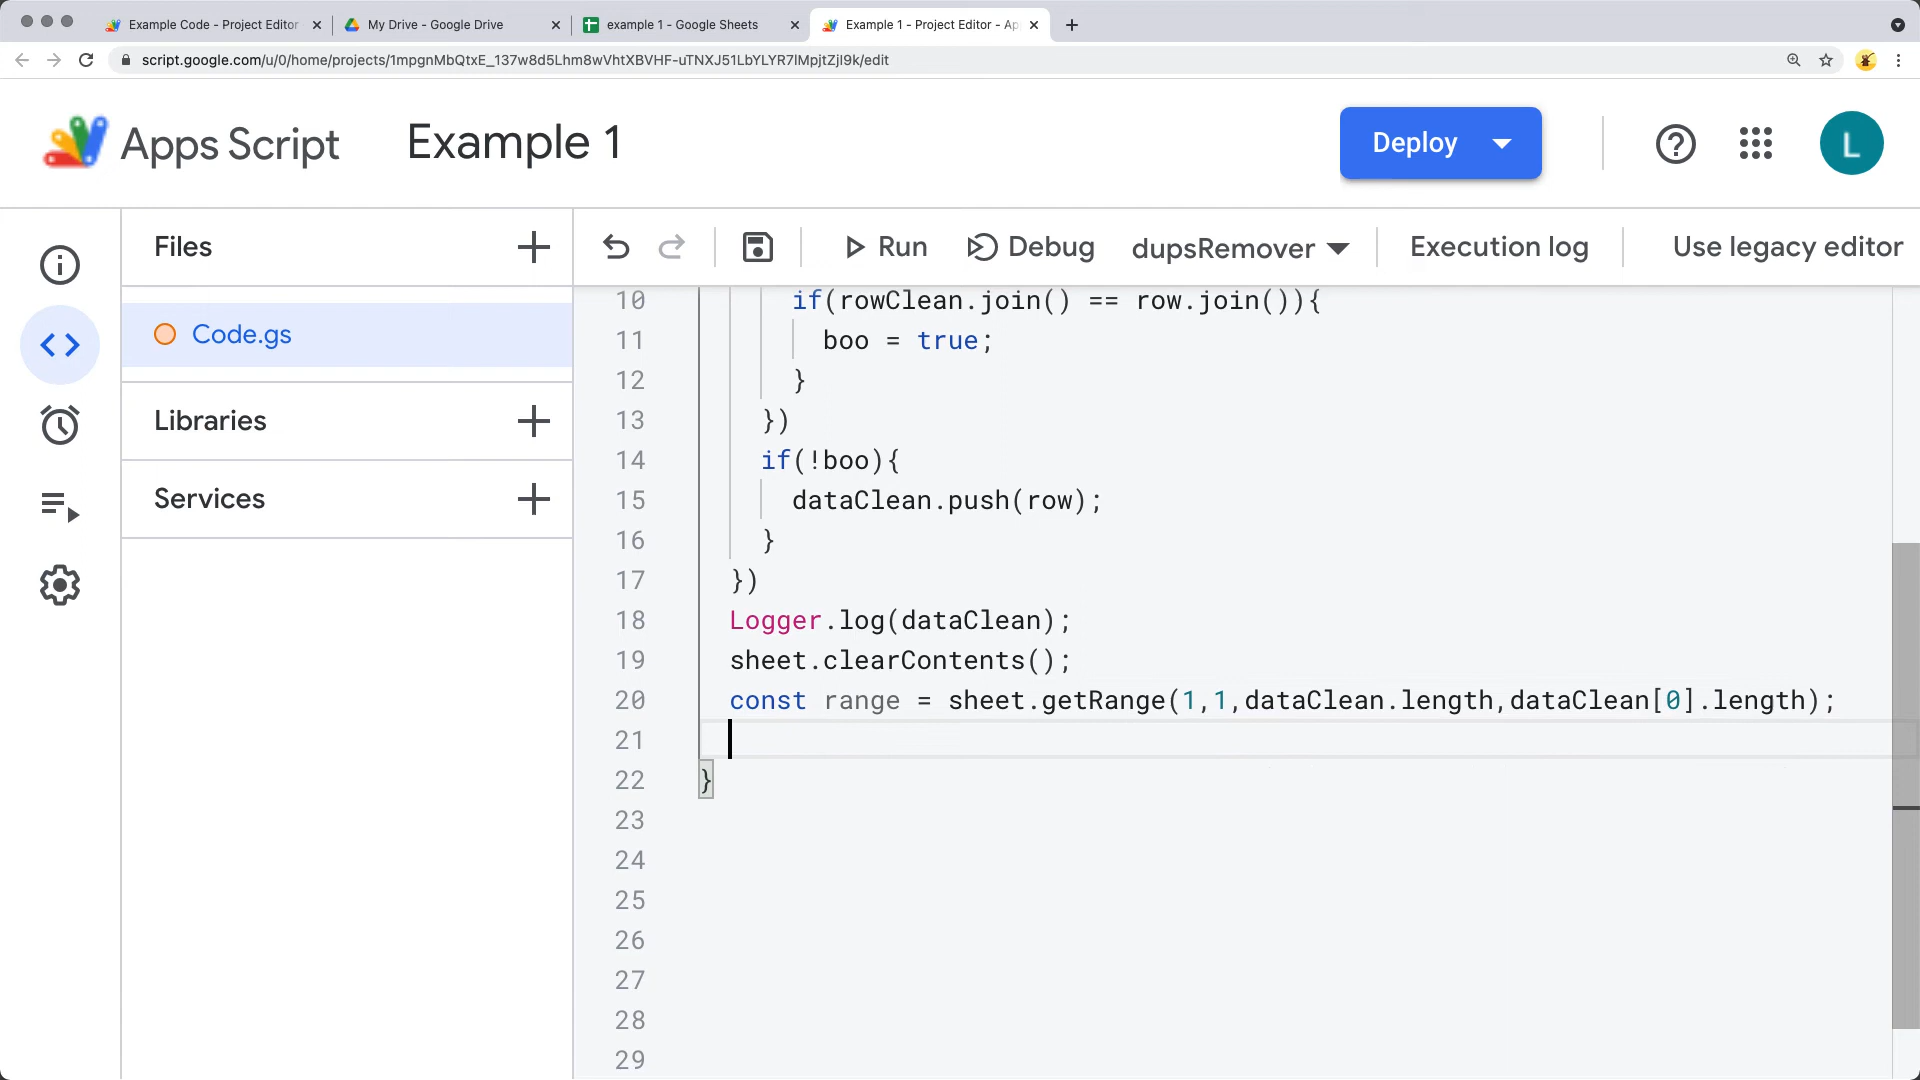 Example Code - Project Editor
My Drive - Google Drive
example 1 - Google Sheets
Example 1 - Project Editor - Ap
script.google.com/u/0/home/projects/1mpgnMbQtxE_137w8d5Lhm8wVhtXBVHF-uTNXJ51LbYLYR7lMpjtZjl9k/edit
Apps Script
Example 1
Deploy
L
Files
Run
Debug
dupsRemover
Execution log
Use legacy editor
Code.gs
Libraries
Services
10 if(rowClean.join() == row.join()){
11 boo = true;
12 }
13 })
14 if(!boo){
15 dataClean.push(row);
16 }
17 })
18 Logger.log(dataClean);
19 sheet.clearContents();
20 const range = sheet.getRange(1,1,dataClean.length,dataClean[0].length);
21
22 }
23
24
25
26
27
28
29